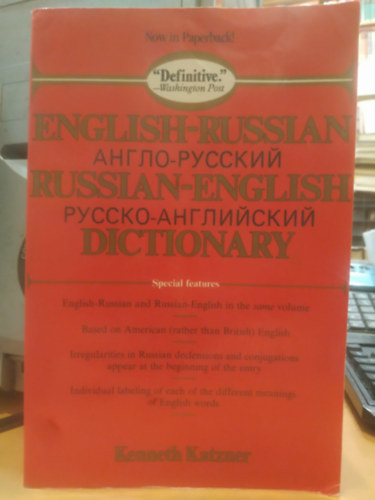 Now in Paperback!
"Definitive."
—Washington Post
ENGLISH-RUSSIAN
АНГЛО-РУССКИЙ
RUSSIAN-ENGLISH
РУССКО-АНГЛИЙСКИЙ
DICTIONARY
Special features
English-Russian and Russian-English in the same volume
Based on American (rather than British) English
Irregularities in Russian declensions and conjugations
appear at the beginning of the entry
Individual labeling of each of the different meanings
of English words
Kenneth Katzner